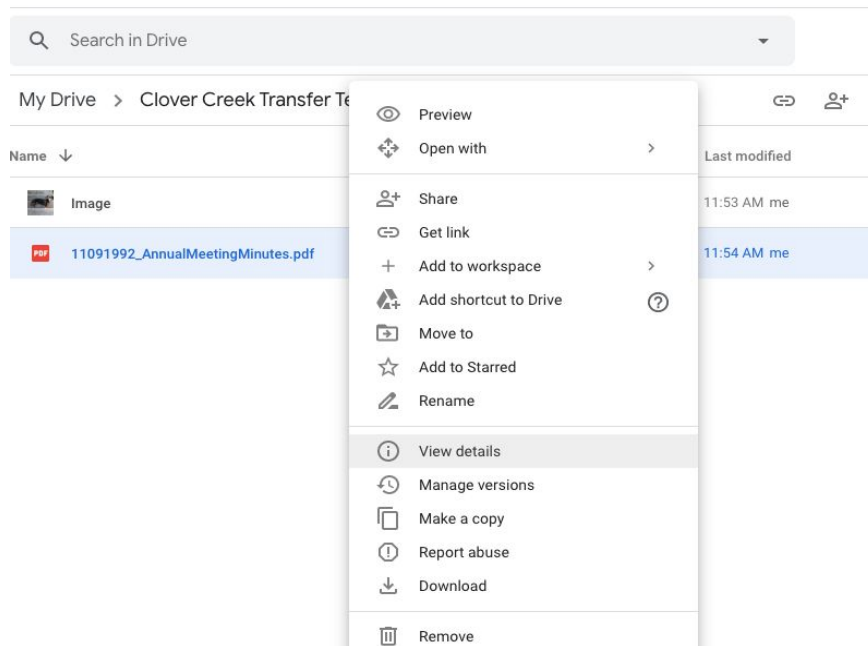 Search in Drive
My Drive > Clover Creek Transfer Te
Name
Last modified
Image
11:53 AM me
PDF
11091992_AnnualMeetingMinutes.pdf
11:54 AM me
Preview
Open with
Share
Get link
Add to workspace
Add shortcut to Drive
Move to
Add to Starred
Rename
View details
Manage versions
Make a copy
Report abuse
Download
Remove